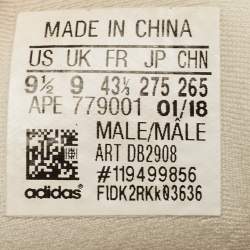 MADE IN CHINA
US UK FR JP CHN
9½ 9 43⅓ 275 265
APE 779001 01/18
MALE/MÂLE
ART DB2908
#119499856
adidas F1DK2RKk03636